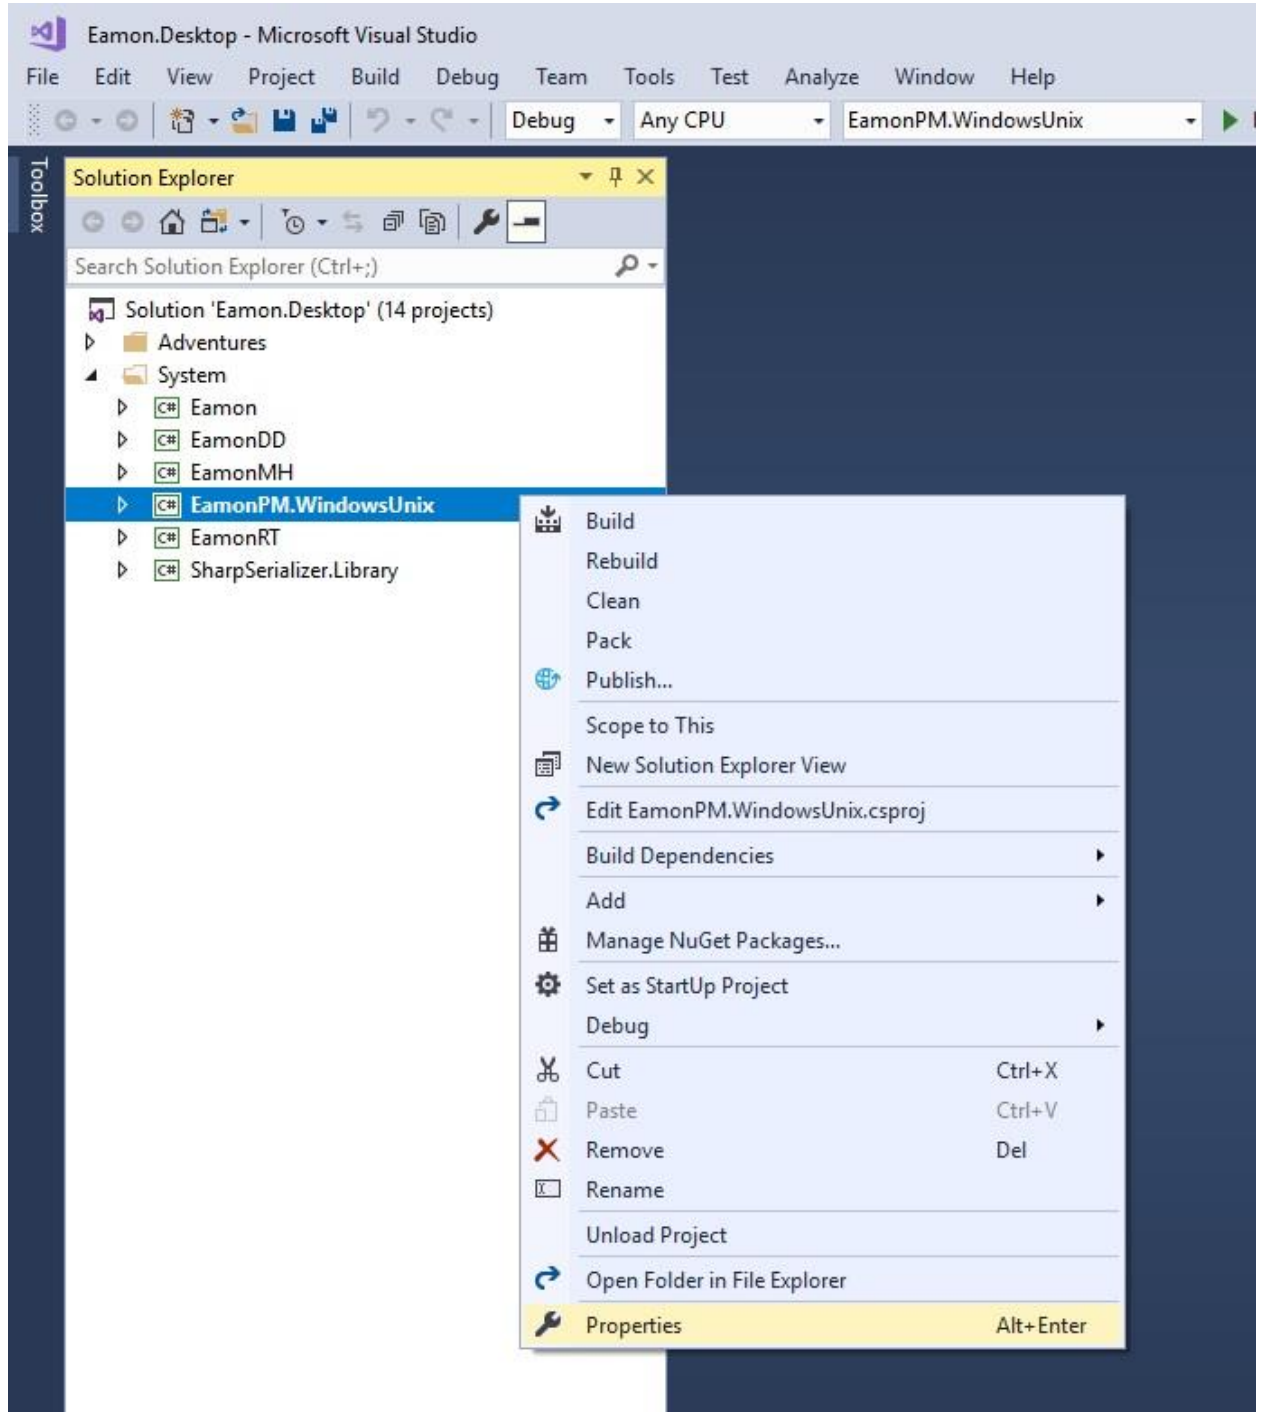 Eamon.Desktop - Microsoft Visual Studio
File Edit View Project Build Debug Team Tools Test Analyze Window Help
Debug Any CPU EamonPM.WindowsUnix
Toolbox
Solution Explorer
Search Solution Explorer (Ctrl+;)
Solution 'Eamon.Desktop' (14 projects)
Adventures
System
C# Eamon
C# EamonDD
C# EamonMH
C# EamonPM.WindowsUnix
C# EamonRT
C# SharpSerializer.Library
Build
Rebuild
Clean
Pack
Publish...
Scope to This
New Solution Explorer View
Edit EamonPM.WindowsUnix.csproj
Build Dependencies
Add
Manage NuGet Packages...
Set as StartUp Project
Debug
Cut Ctrl+X
Paste Ctrl+V
Remove Del
Rename
Unload Project
Open Folder in File Explorer
Properties Alt+Enter